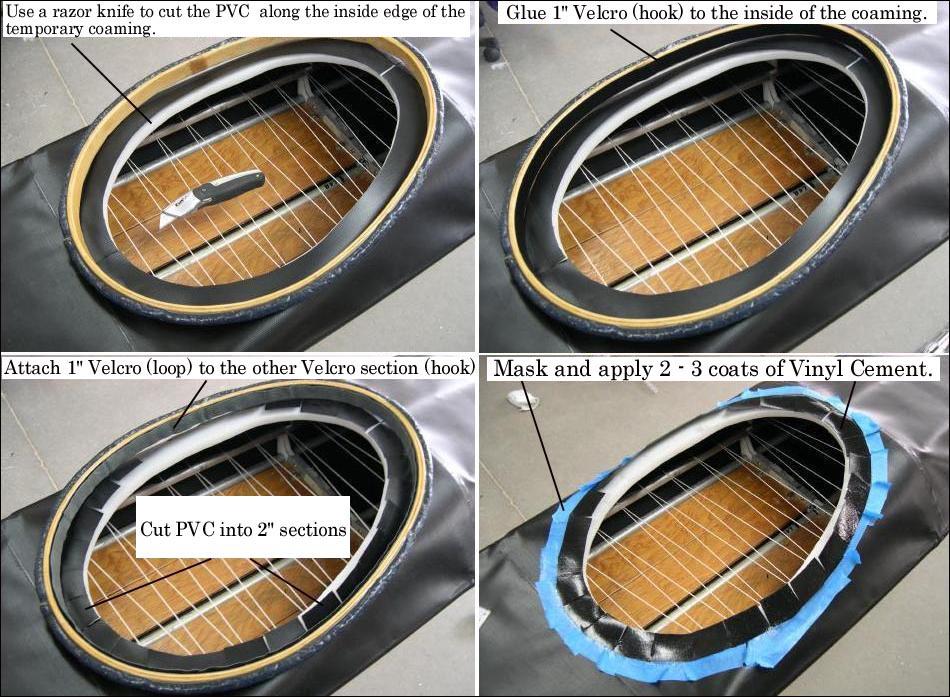 Use a razor knife to cut the PVC along the inside edge of the
temporary coaming.
Glue 1" Velcro (hook) to the inside of the coaming.
Attach 1" Velcro (loop) to the other Velcro section (hook)
Cut PVC into 2" sections
Mask and apply 2 - 3 coats of Vinyl Cement.